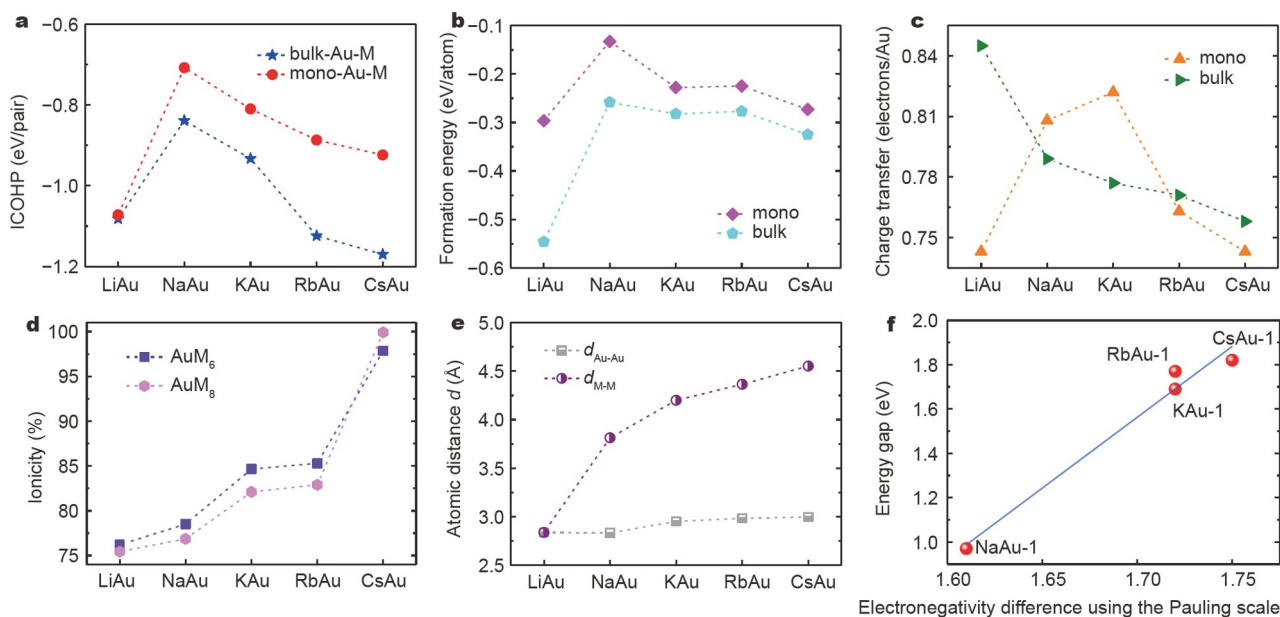 a
−0.6
−0.8
−1.0
−1.2
ICOHP (eV/pair)
bulk-Au-M
mono-Au-M
LiAu NaAu KAu RbAu CsAu
b
−0.1
−0.2
−0.3
−0.4
−0.5
−0.6
Formation energy (eV/atom)
mono
bulk
LiAu NaAu KAu RbAu CsAu
c
0.84
0.81
0.78
0.75
Charge transfer (electrons/Au)
mono
bulk
LiAu NaAu KAu RbAu CsAu
d
100
95
90
85
80
75
Ionicity (%)
AuM6
AuM8
LiAu NaAu KAu RbAu CsAu
e
5.0
4.5
4.0
3.5
3.0
2.5
Atomic distance d (Å)
dAu-Au
dM-M
LiAu NaAu KAu RbAu CsAu
f
2.0
1.8
1.6
1.4
1.2
1.0
Energy gap (eV)
CsAu-1
RbAu-1
KAu-1
NaAu-1
1.60 1.65 1.70 1.75
Electronegativity difference using the Pauling scale